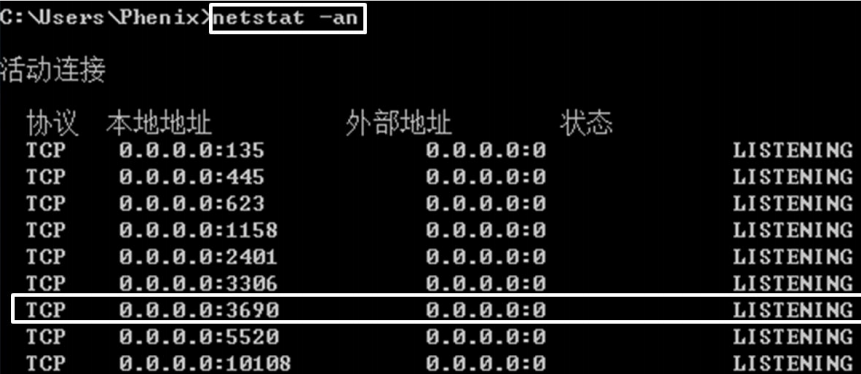 C:\Users\Phenix>netstat -an
活动连接
协议 本地地址 外部地址 状态
TCP 0.0.0.0:135 0.0.0.0:0 LISTENING
TCP 0.0.0.0:445 0.0.0.0:0 LISTENING
TCP 0.0.0.0:623 0.0.0.0:0 LISTENING
TCP 0.0.0.0:1158 0.0.0.0:0 LISTENING
TCP 0.0.0.0:2401 0.0.0.0:0 LISTENING
TCP 0.0.0.0:3306 0.0.0.0:0 LISTENING
TCP 0.0.0.0:3690 0.0.0.0:0 LISTENING
TCP 0.0.0.0:5520 0.0.0.0:0 LISTENING
TCP 0.0.0.0:10108 0.0.0.0:0 LISTENING